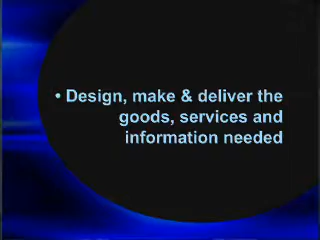 • Design, make & deliver the
goods, services and
information needed